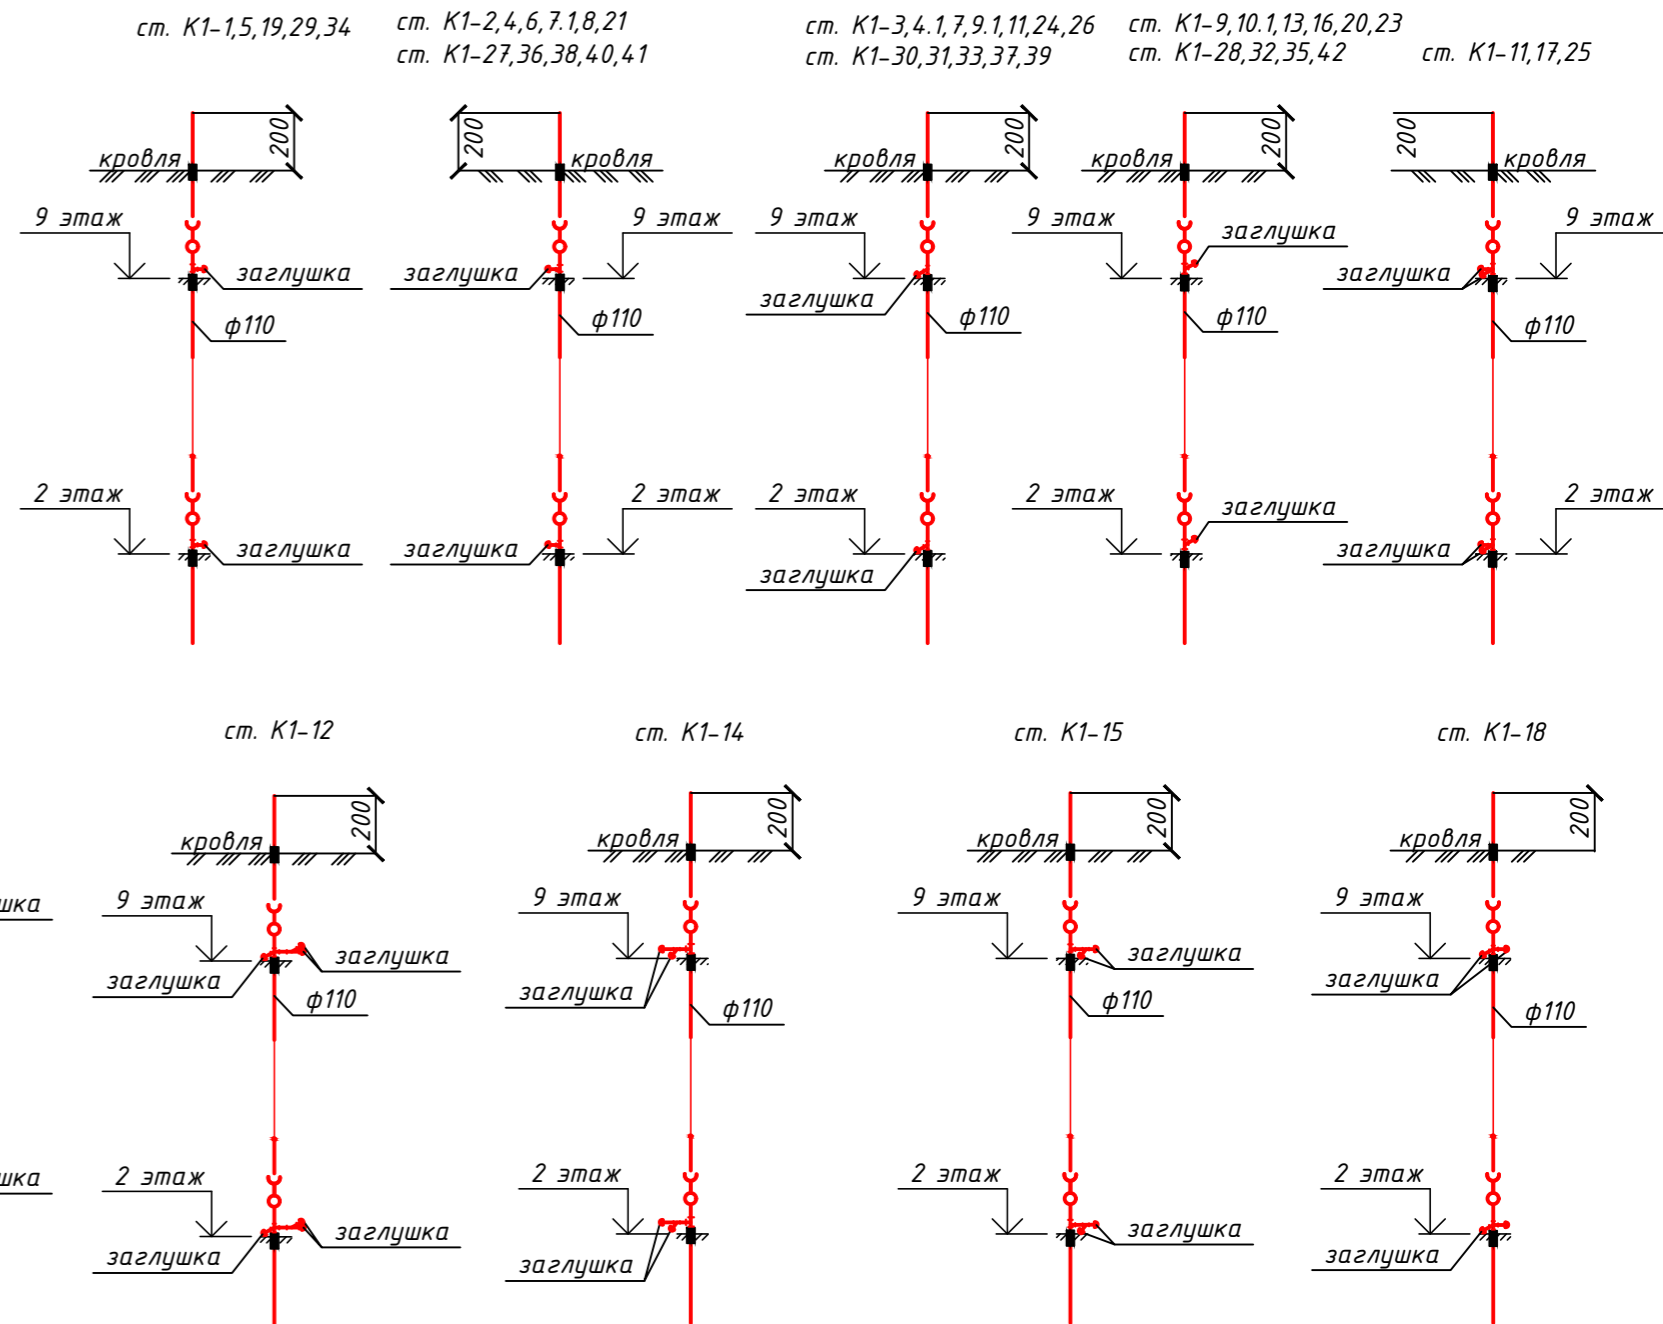 ст. К1-1,5,19,29,34
ст. К1-2,4,6,7.1,8,21
ст. К1-27,36,38,40,41
ст. К1-3,4.1,7,9.1,11,24,26
ст. К1-30,31,33,37,39
ст. К1-9,10.1,13,16,20,23
ст. К1-28,32,35,42
ст. К1-11,17,25
200
кровля
9 этаж
заглушка
ф110
2 этаж
заглушка
200
кровля
9 этаж
заглушка
ф110
2 этаж
заглушка
200
кровля
9 этаж
заглушка
ф110
2 этаж
заглушка
200
кровля
9 этаж
заглушка
ф110
2 этаж
заглушка
200
кровля
9 этаж
заглушка
ф110
2 этаж
заглушка
ст. К1-12
ст. К1-14
ст. К1-15
ст. К1-18
шка
шка
200
кровля
9 этаж
заглушка
заглушка
ф110
2 этаж
заглушка
заглушка
200
кровля
9 этаж
заглушка
ф110
2 этаж
заглушка
200
кровля
9 этаж
заглушка
ф110
2 этаж
заглушка
200
кровля
9 этаж
заглушка
ф110
2 этаж
заглушка